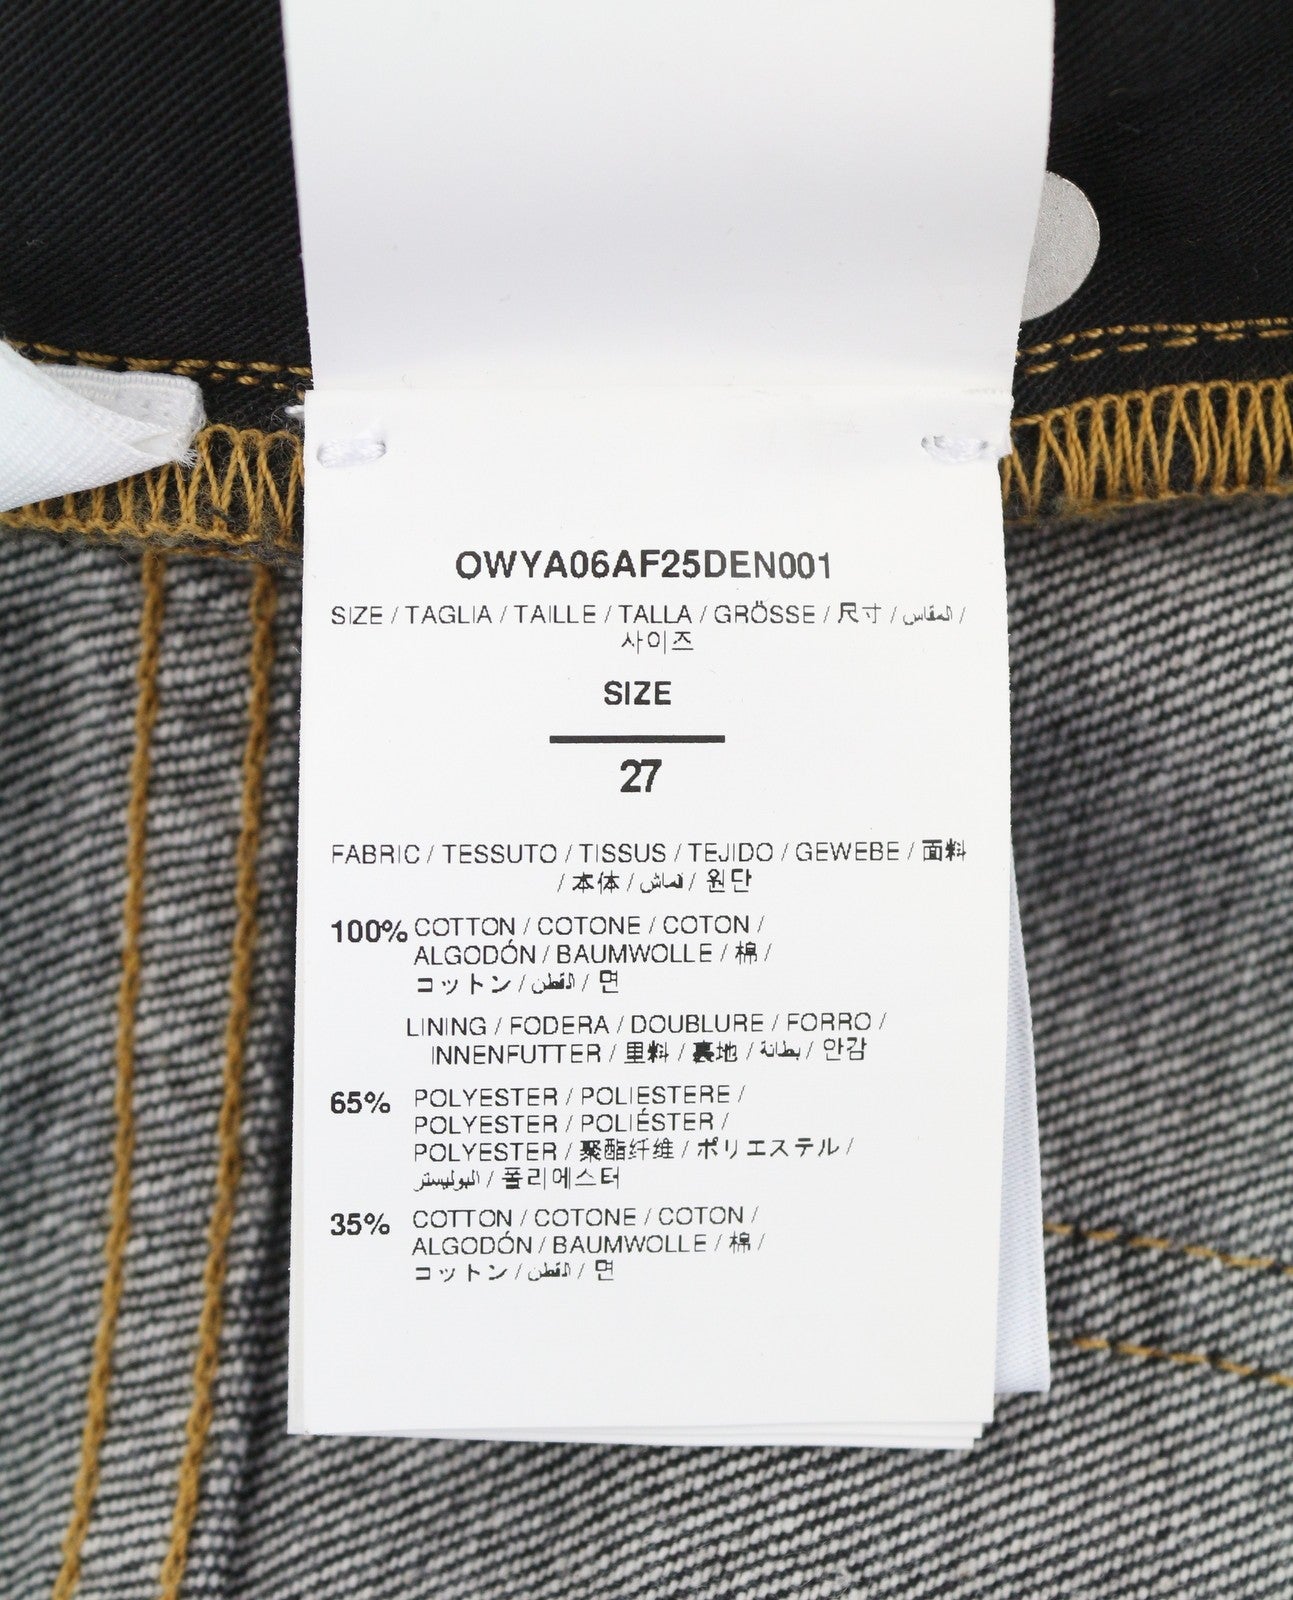 OWYA06AF25DEN001
SIZE / TAGLIA / TAILLE / TALLA / GRÖSSE / 尺寸 / المقاس /
사이즈
SIZE
27
FABRIC / TESSUTO / TISSUS / TEJIDO / GEWEBE / 面料
/ 本体 / قماش / 원단
100% COTTON / COTONE / COTON /
ALGODÓN / BAUMWOLLE / 棉 /
コットン / القطن / 면
LINING / FODERA / DOUBLURE / FORRO /
INNENFUTTER / 里料 / 裏地 / بطانة / 안감
65% POLYESTER / POLIESTERE /
POLYESTER / POLIÉSTER /
POLYESTER / 聚酯纤维 / ポリエステル /
البوليستر / 폴리에스터
35% COTTON / COTONE / COTON /
ALGODÓN / BAUMWOLLE / 棉 /
コットン / القطن / 면